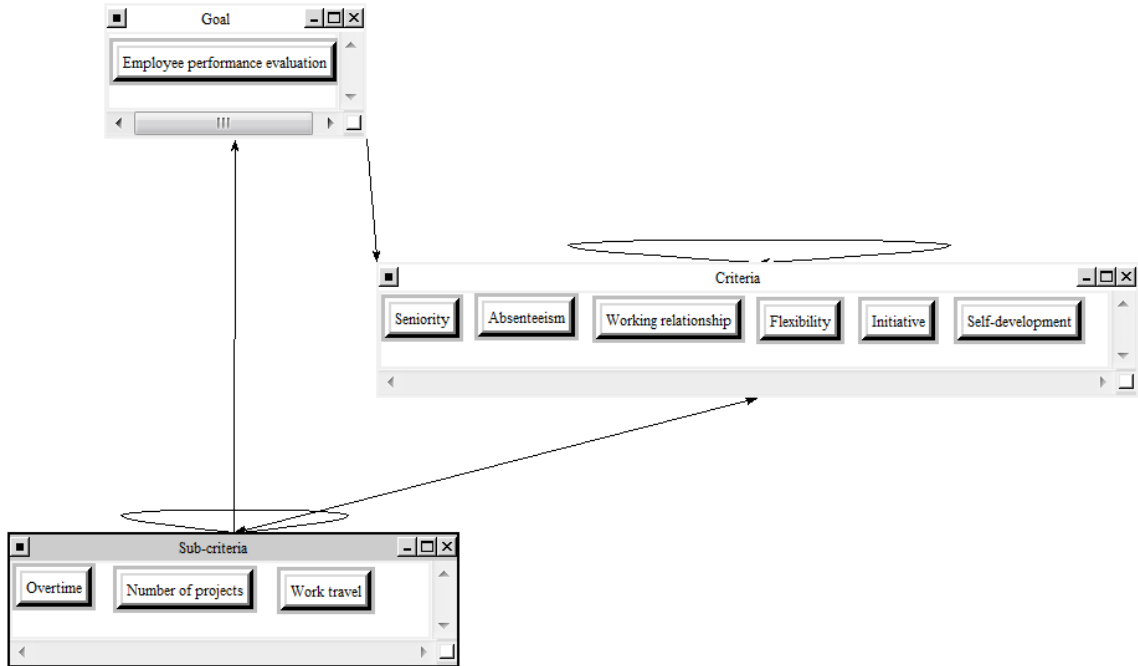 Goal
Employee performance evaluation
Criteria
Seniority
Absenteeism
Working relationship
Flexibility
Initiative
Self-development
Sub-criteria
Overtime
Number of projects
Work travel